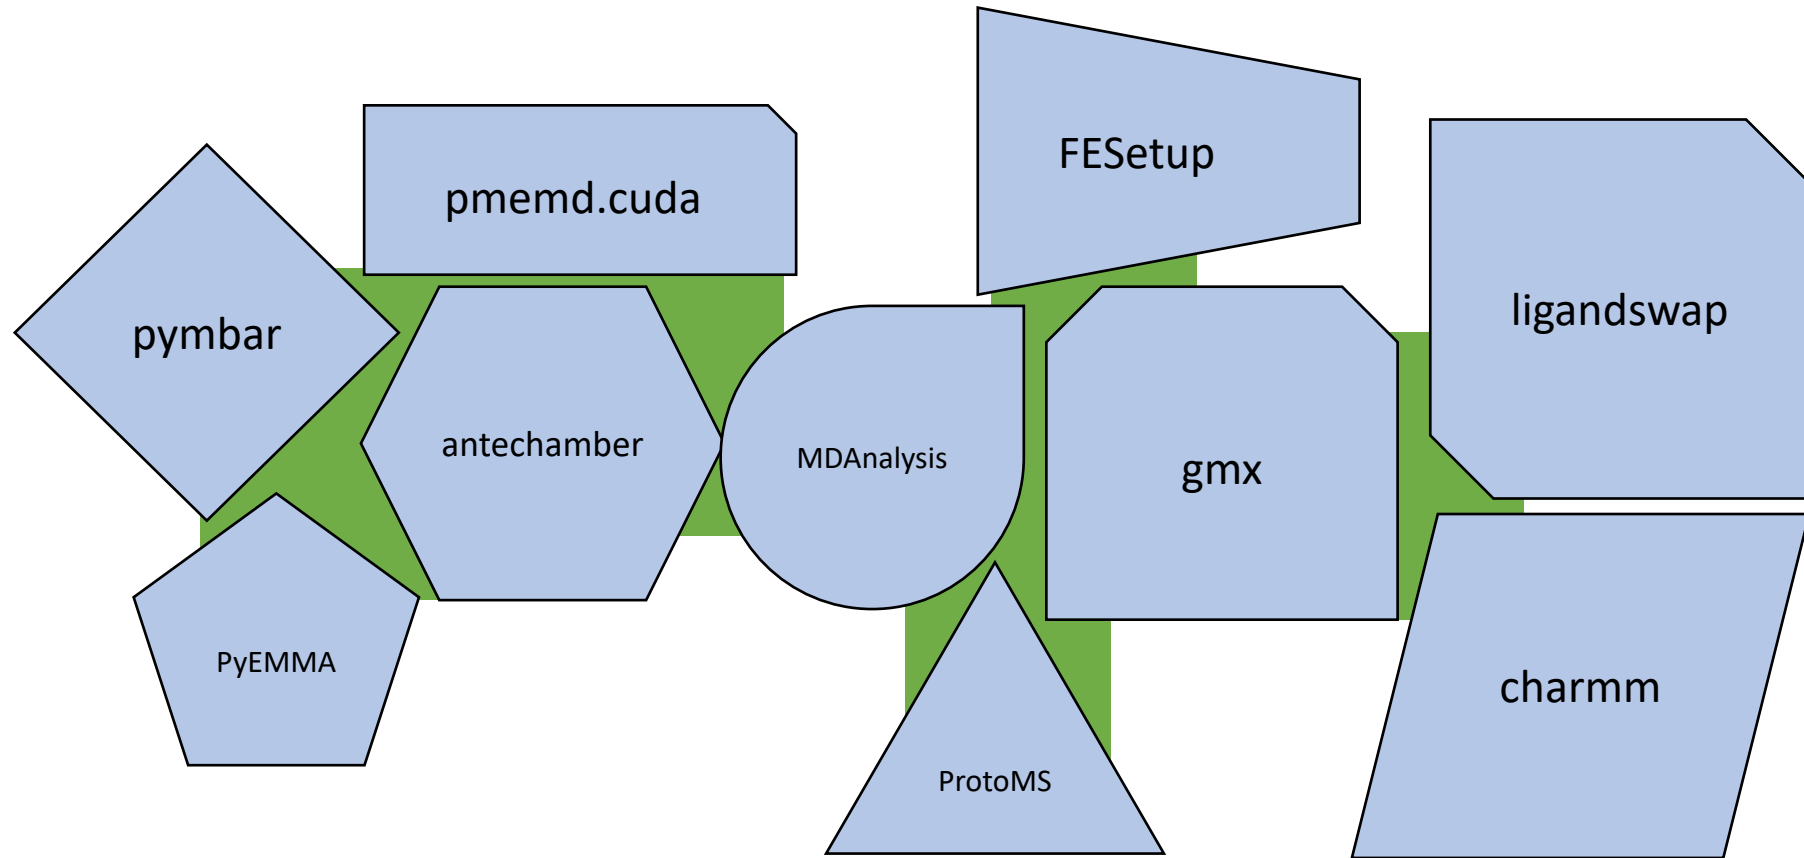 FESetup
pmemd.cuda
ligandswap
pymbar
antechamber
MDAnalysis
gmx
PyEMMA
charmm
ProtoMS